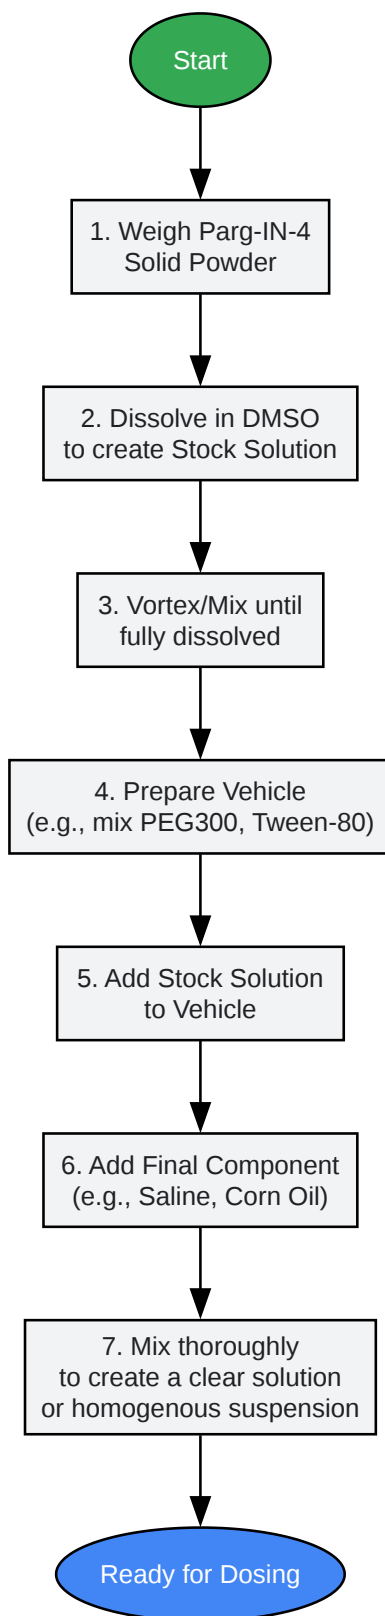 Start
1. Weigh Parg-IN-4
Solid Powder
2. Dissolve in DMSO
to create Stock Solution
3. Vortex/Mix until
fully dissolved
4. Prepare Vehicle
(e.g., mix PEG300, Tween-80)
5. Add Stock Solution
to Vehicle
6. Add Final Component
(e.g., Saline, Corn Oil)
7. Mix thoroughly
to create a clear solution
or homogenous suspension
Ready for Dosing